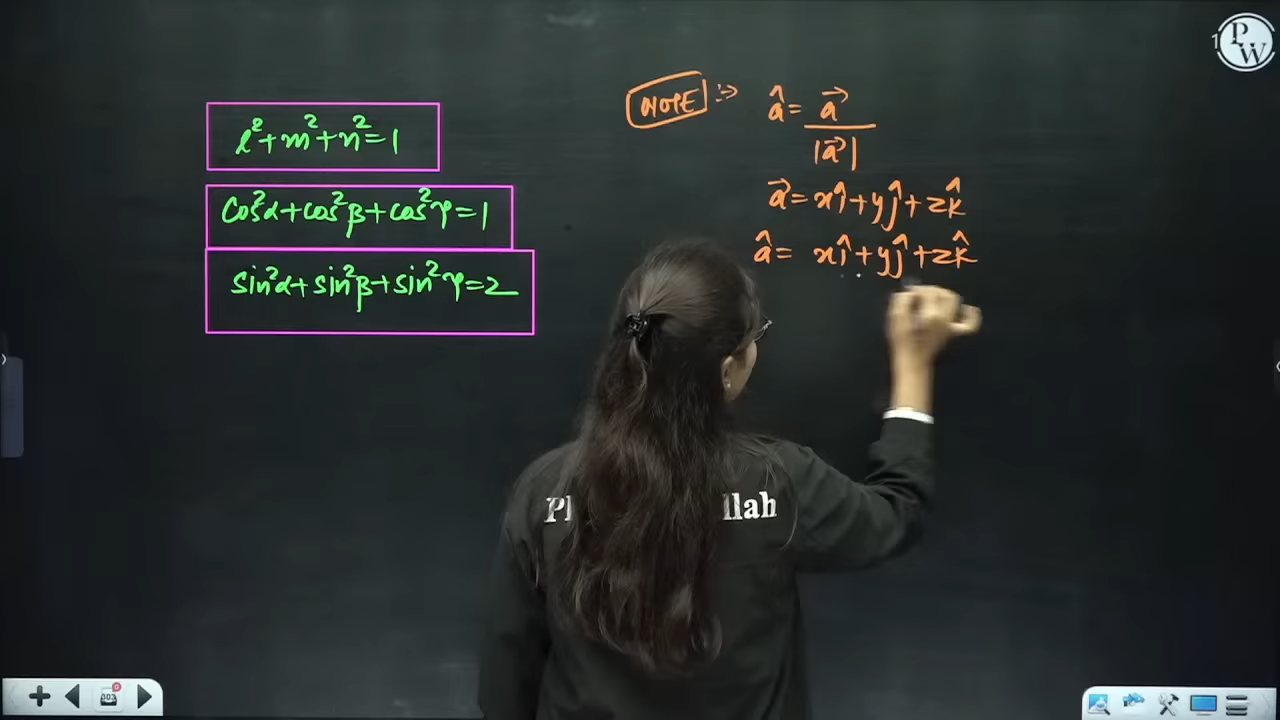 l²+m²+n²=1
cos²α+cos²β+cos²γ=1
sin²α+sin²β+sin²γ=2
NOTE :→ â = a⃗ / |a⃗|
a⃗ = xî+yĵ+zk̂
â = xî+yĵ+zk̂
PW
303